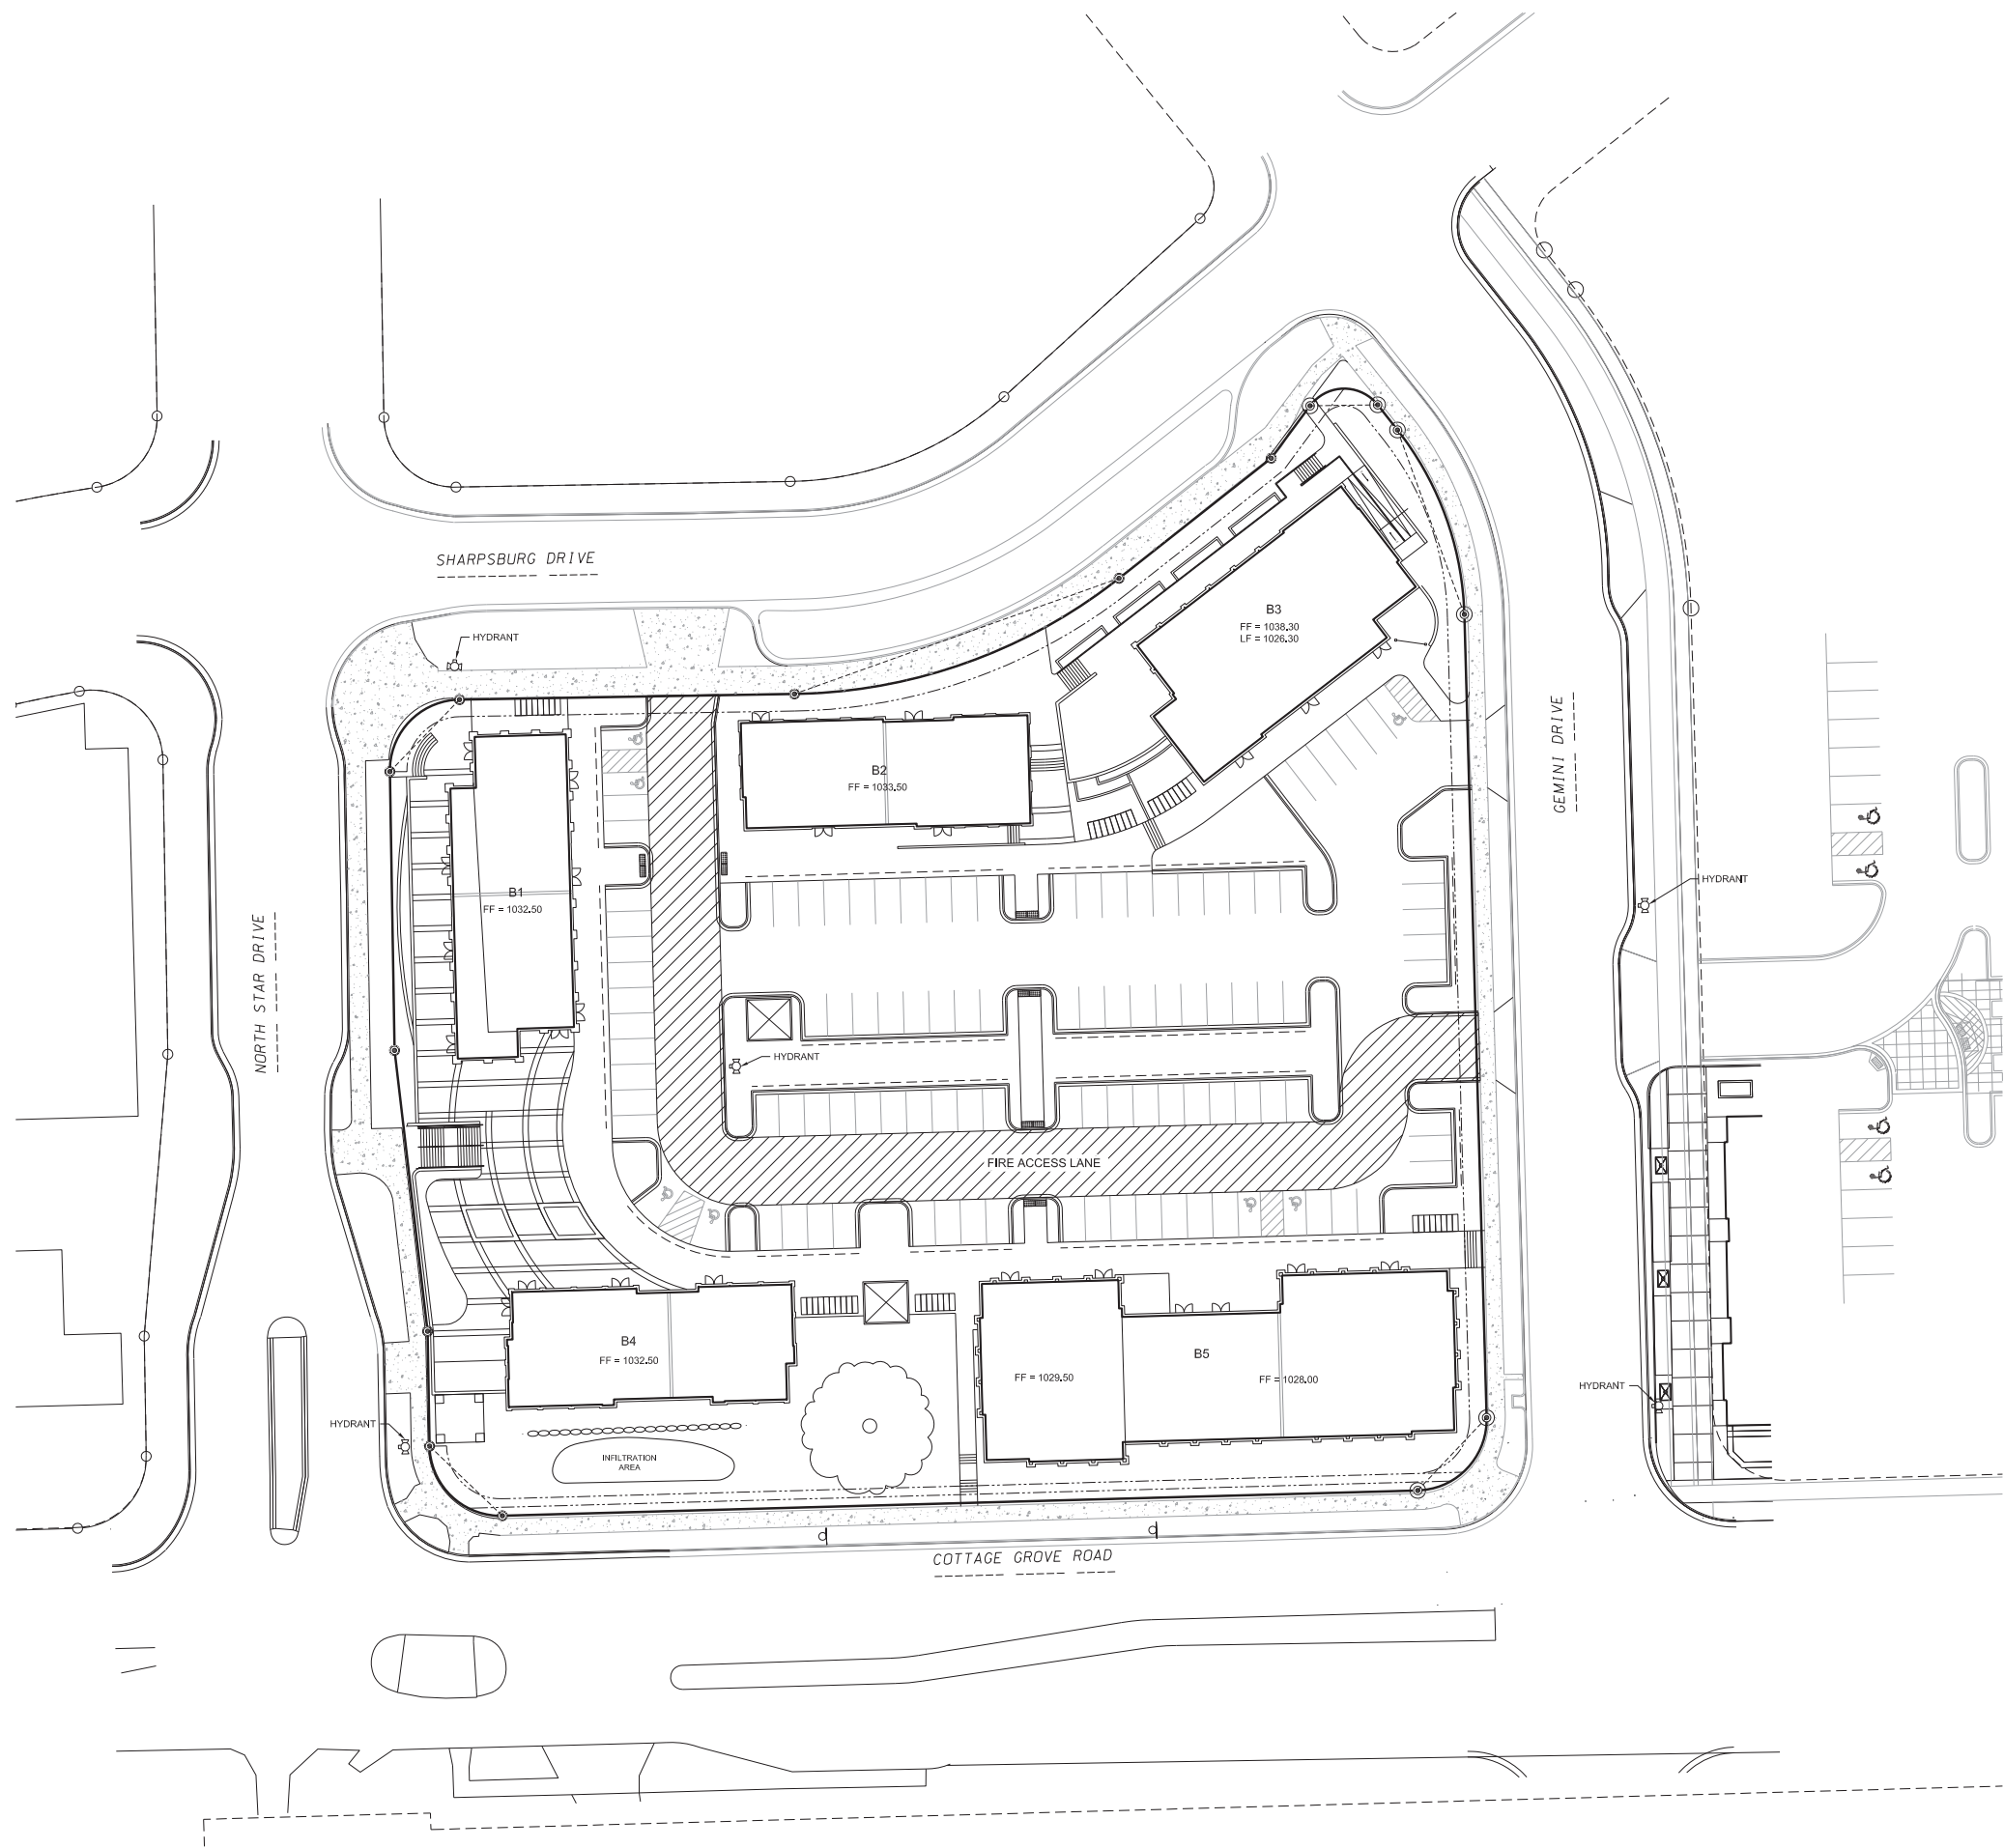 SHARPSBURG DRIVE
HYDRANT
B3
FF = 1038.30
LF = 1026.30
GEMINI DRIVE
B2
FF = 1033.50
B1
FF = 1032.50
HYDRANT
NORTH STAR DRIVE
HYDRANT
FIRE ACCESS LANE
B4
FF = 1032.50
B5
FF = 1029.50
FF = 1028.00
HYDRANT
HYDRANT
INFILTRATION
AREA
COTTAGE GROVE ROAD